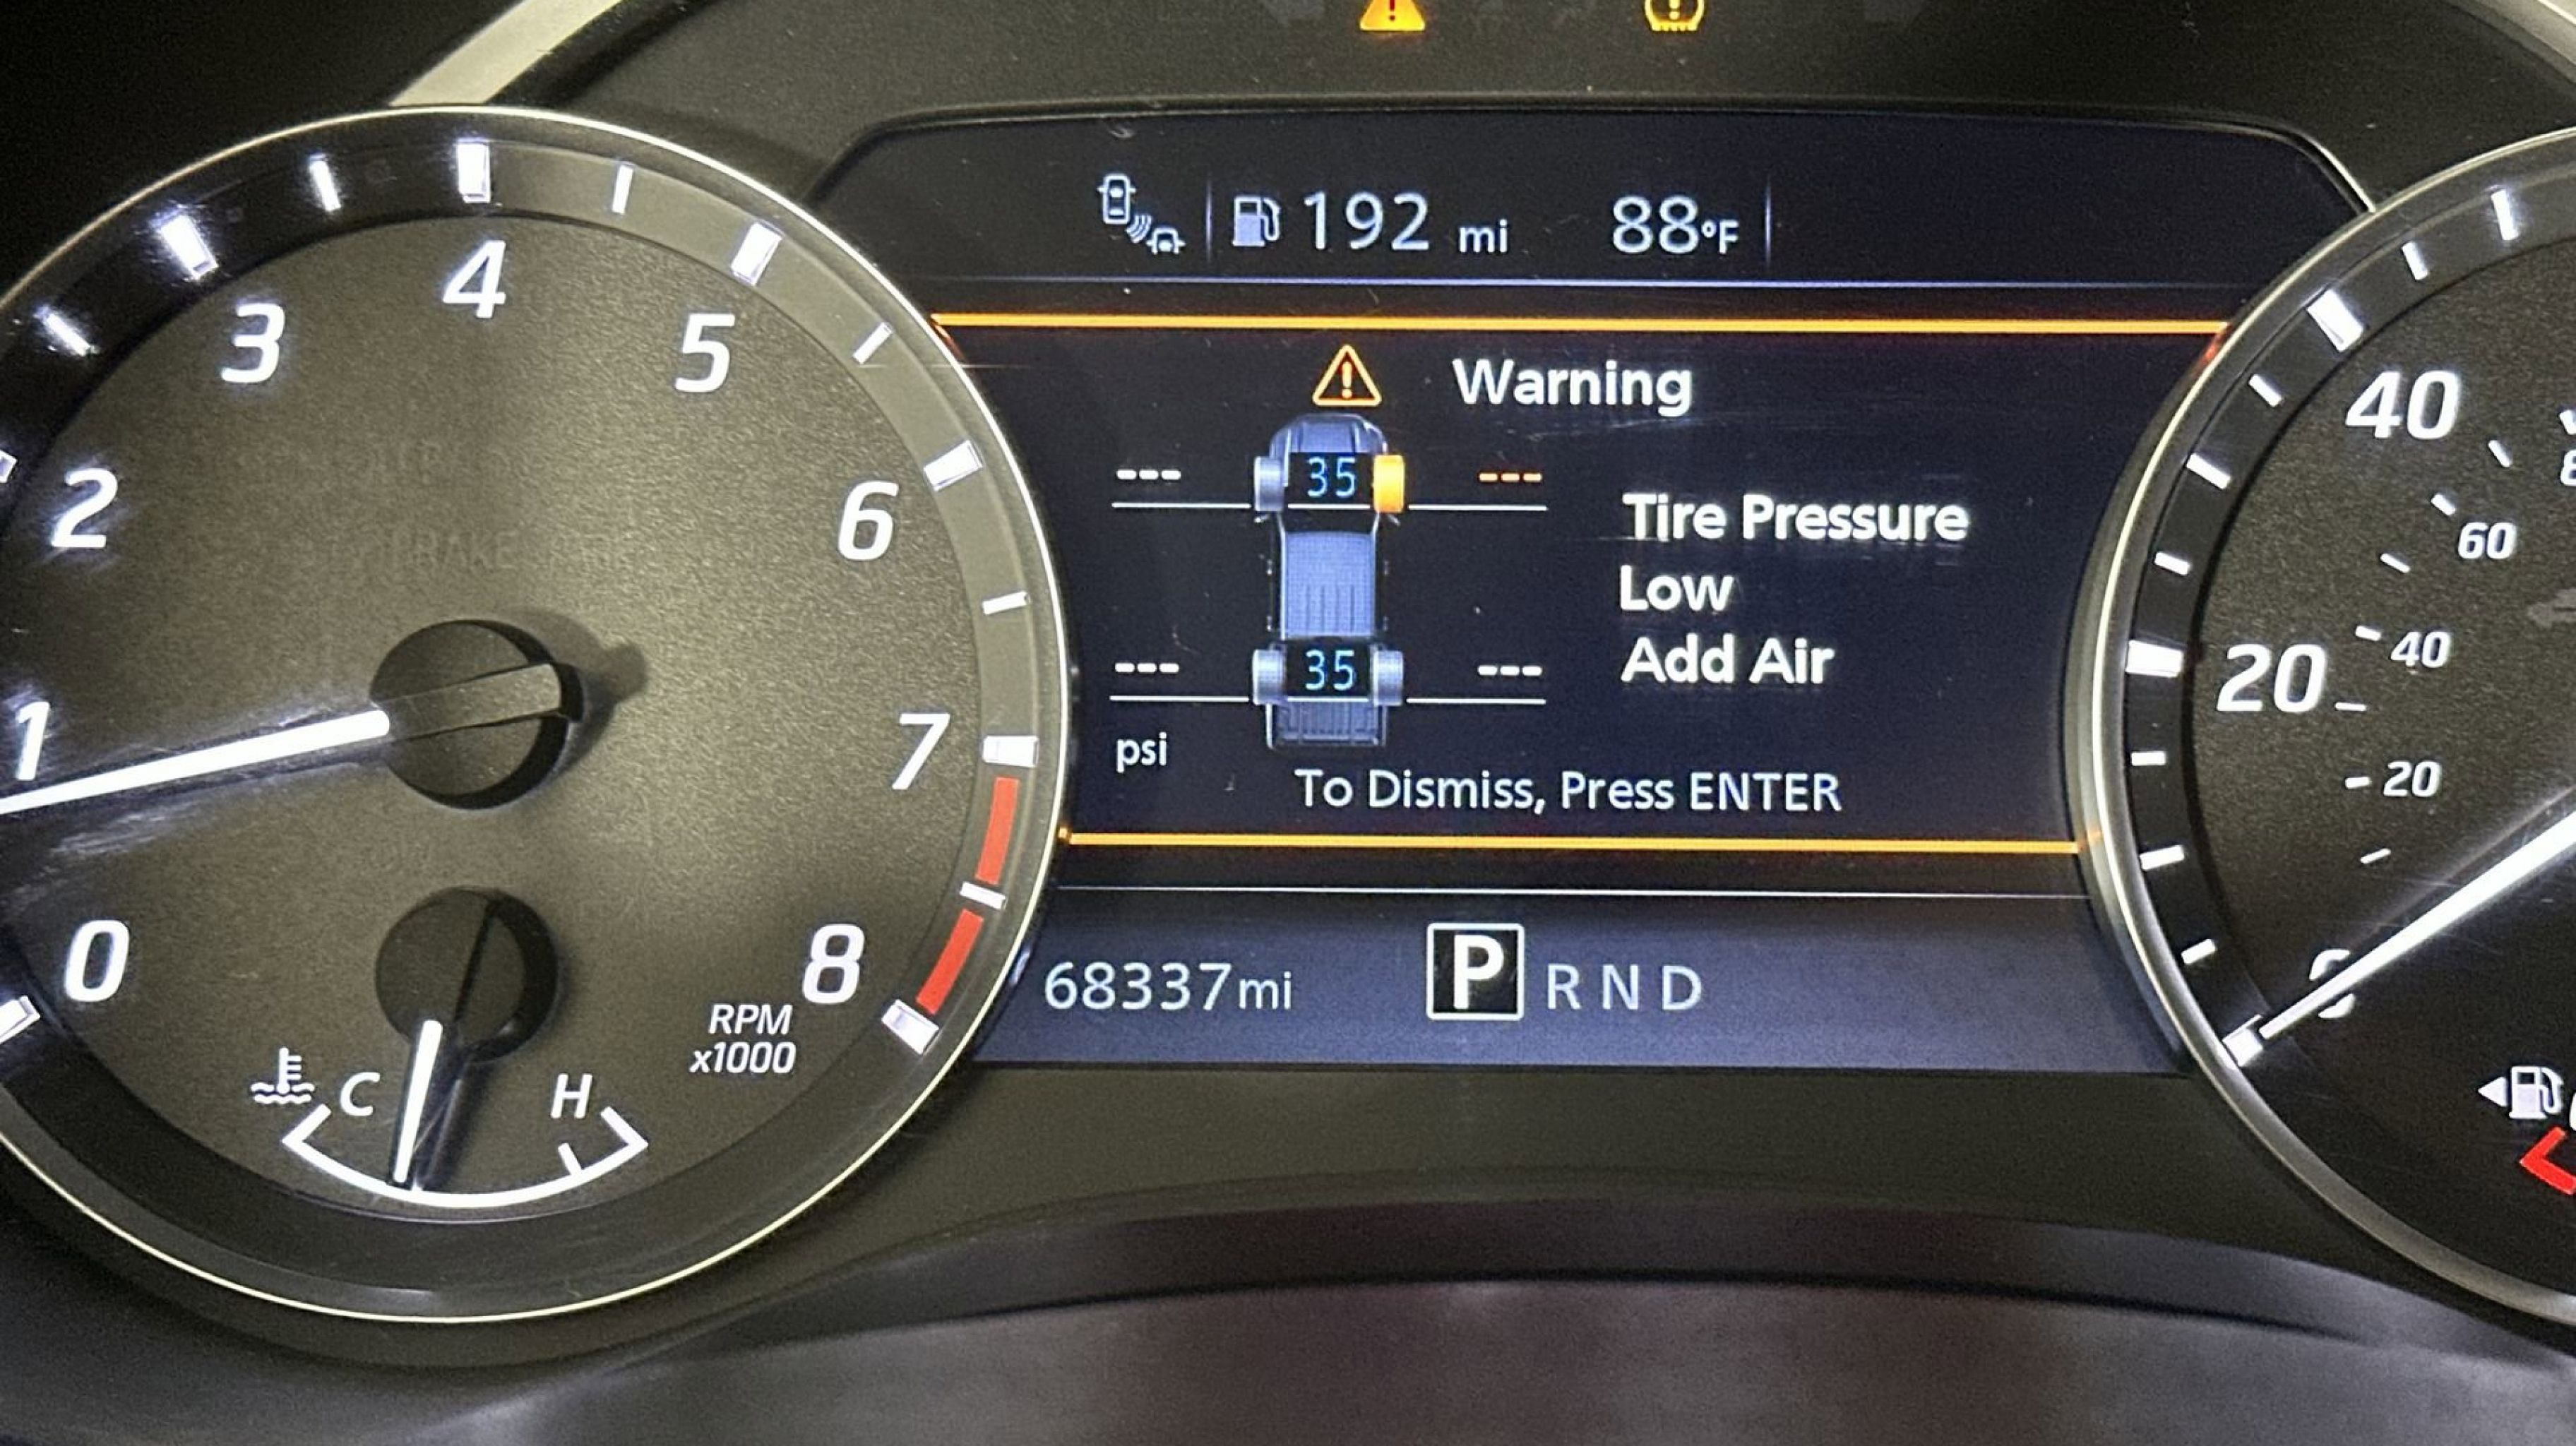 192 mi 88°F
Warning
--- 35 ---
Tire Pressure
Low
Add Air
--- 35 ---
psi
To Dismiss, Press ENTER
68337mi P R N D
0
1
2
3
4
5
6
7
8
RPM
x1000
C H
40
20
60
40
20